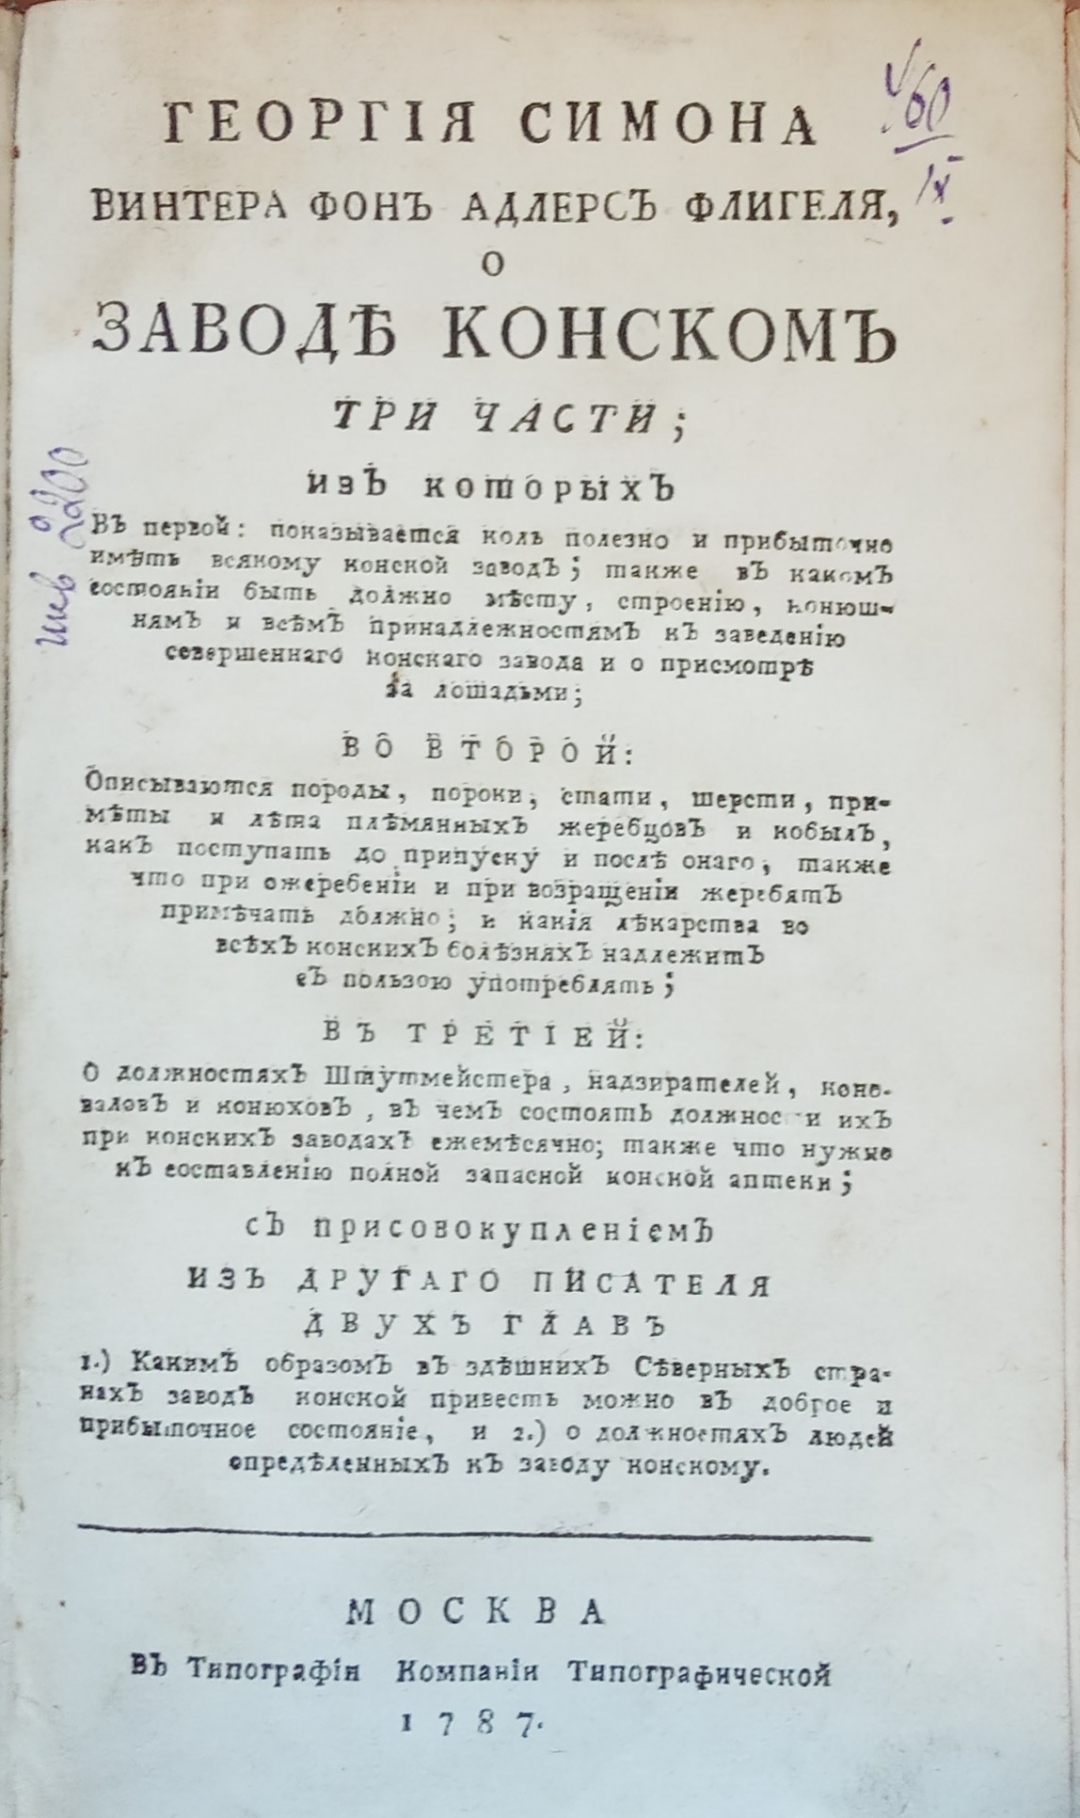 ГЕОРГІЯ СИМОНА
ВИНТЕРА ФОНЪ АДЛЕРСЪ ФЛИГЕЛЯ,
О
ЗАВОДѢ КОНСКОМЪ
ТРИ ЧАСТИ;
изъ которыхъ
Въ первой: показывается коль полезно и прибыточно
имѣть всякому конской заводъ; также въ какомъ
состояніи быть должно мѣсту, строенію, конюш-
нямъ и всѣмъ принадлежностямъ къ заведенію
совершеннаго конскаго завода и о присмотрѣ
за лошадьми;
ВО ВТОРОЙ:
Описываются породы, пороки, стати, шерсти, при-
мѣты и лѣта плѣмянныхъ жеребцовъ и кобылъ,
какъ поступать до припуску и послѣ онаго, также
что при ожеребеніи и при возращеніи жеребятъ
примѣчать должно; и какія лѣкарства во
всѣхъ конскихъ болѣзняхъ надлежитъ
съ пользою употреблять;
ВЪ ТРЕТІЕЙ:
О должностяхъ Штутмейстера, надзирателей, коно-
валовъ и конюховъ, въ чемъ состоять должности ихъ
при конскихъ заводахъ ежемѣсячно; также что нужно
къ составленію полной запасной конской аптеки;
съ присовокупленіемъ
ИЗЪ ДРУГАГО ПИСАТЕЛЯ
ДВУХЪ ГЛАВЪ
1.) Какимъ образомъ въ здѣшнихъ Сѣверныхъ стра-
нахъ заводъ конской привесть можно въ доброе и
прибыточное состояніе, и 2.) о должностяхъ людей
опредѣленныхъ къ заводу конскому.
МОСКВА
Въ Типографіи Компаніи Типографической
1787.
инв 2200